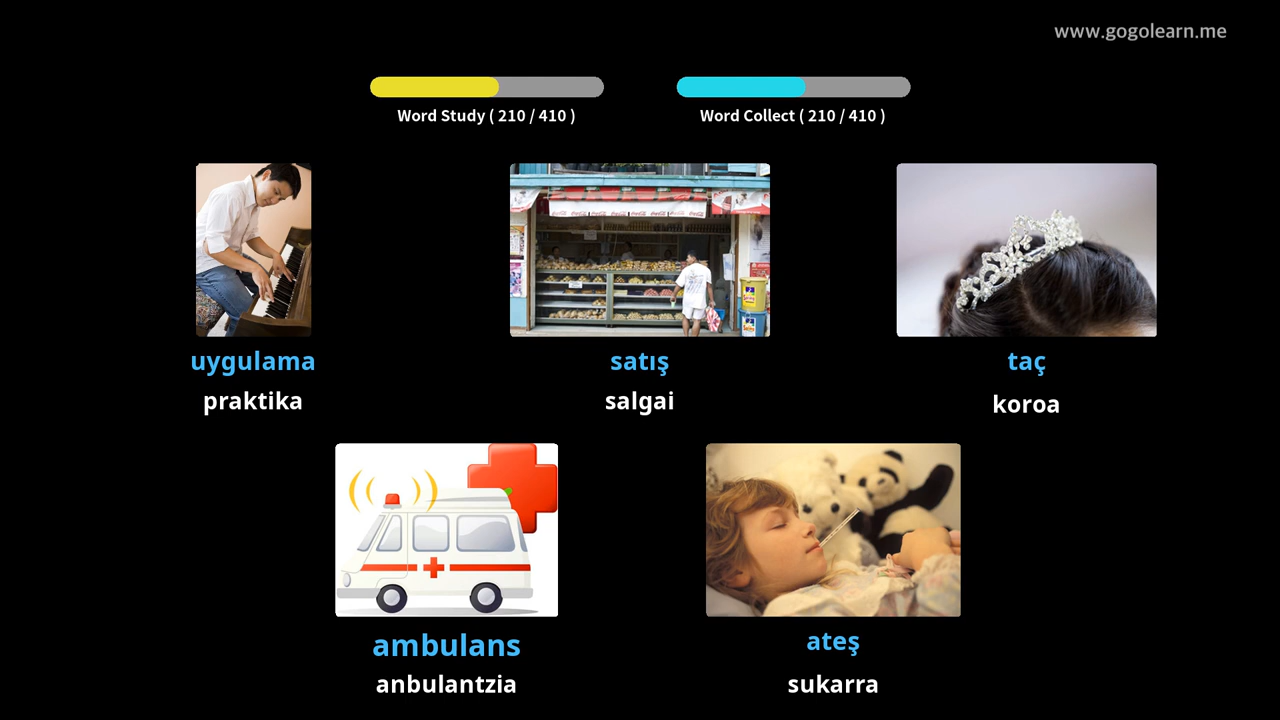 www.gogolearn.me
Word Study ( 210 / 410 )
Word Collect ( 210 / 410 )
uygulama
praktika
satış
salgai
taç
koroa
ambulans
anbulantzia
ateş
sukarra